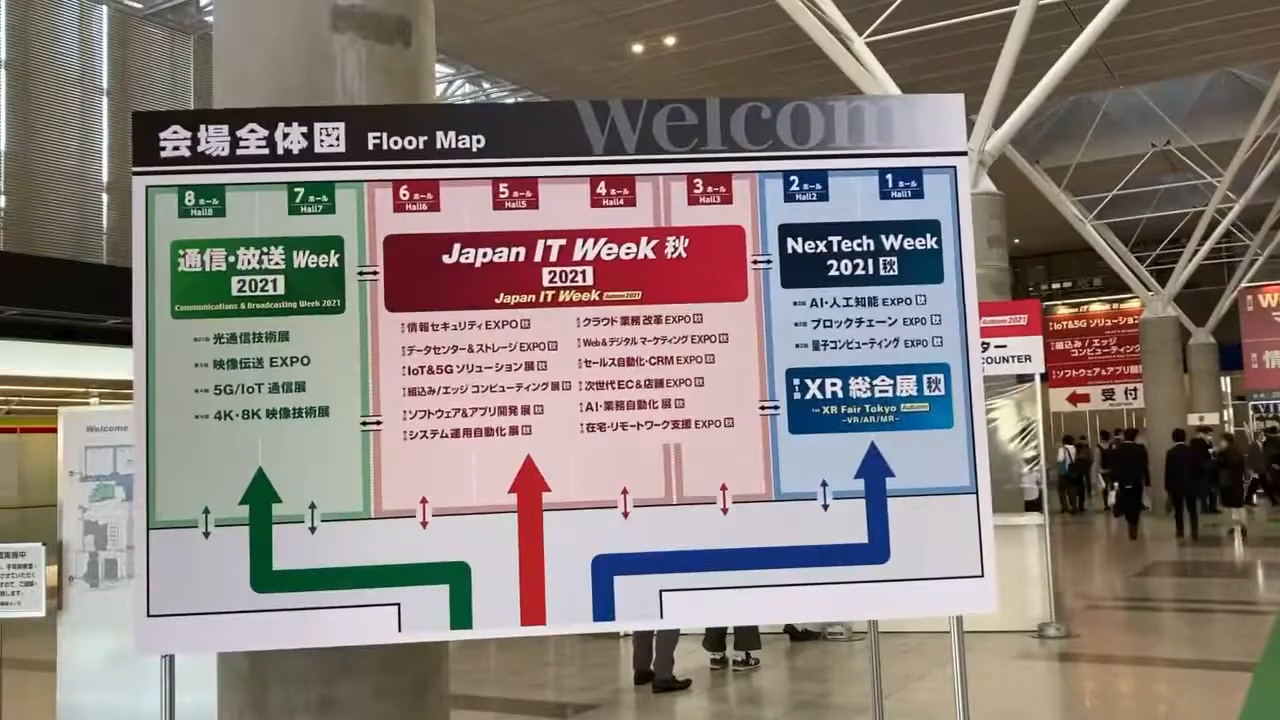 会場全体図 Floor Map
Welcom
8ホール Hall8
7ホール Hall7
6ホール Hall6
5ホール Hall5
4ホール Hall4
3ホール Hall3
2ホール Hall2
1ホール Hall1
通信・放送 Week
2021
Communications & Broadcasting Week 2021
光通信技術展
映像伝送 EXPO
5G/IoT 通信展
4K・8K 映像技術展
Japan IT Week 秋
2021
Japan IT Week Autumn 2021
情報セキュリティ EXPO 秋
データセンター&ストレージ EXPO 秋
IoT&5G ソリューション 展 秋
組込み/エッジ コンピューティング 展 秋
ソフトウェア&アプリ開発 展 秋
システム運用自動化 展 秋
クラウド業務改革 EXPO 秋
Web&デジタル マーケティング EXPO 秋
セールス自動化・CRM EXPO 秋
次世代EC&店舗 EXPO 秋
AI・業務自動化 展 秋
在宅・リモートワーク支援 EXPO 秋
NexTech Week
2021 秋
AI・人工知能 EXPO 秋
ブロックチェーン EXPO 秋
量子コンピューティング EXPO 秋
第1回 XR 総合展 秋
1st XR Fair Tokyo Autumn
-VR/AR/MR-
Welcome
Autumn 2021
ター
COUNTER
Japan IT Week
IoT&5G ソリューション
組込み/エッジ
コンピューティング
ソフトウェア&アプリ開
受付